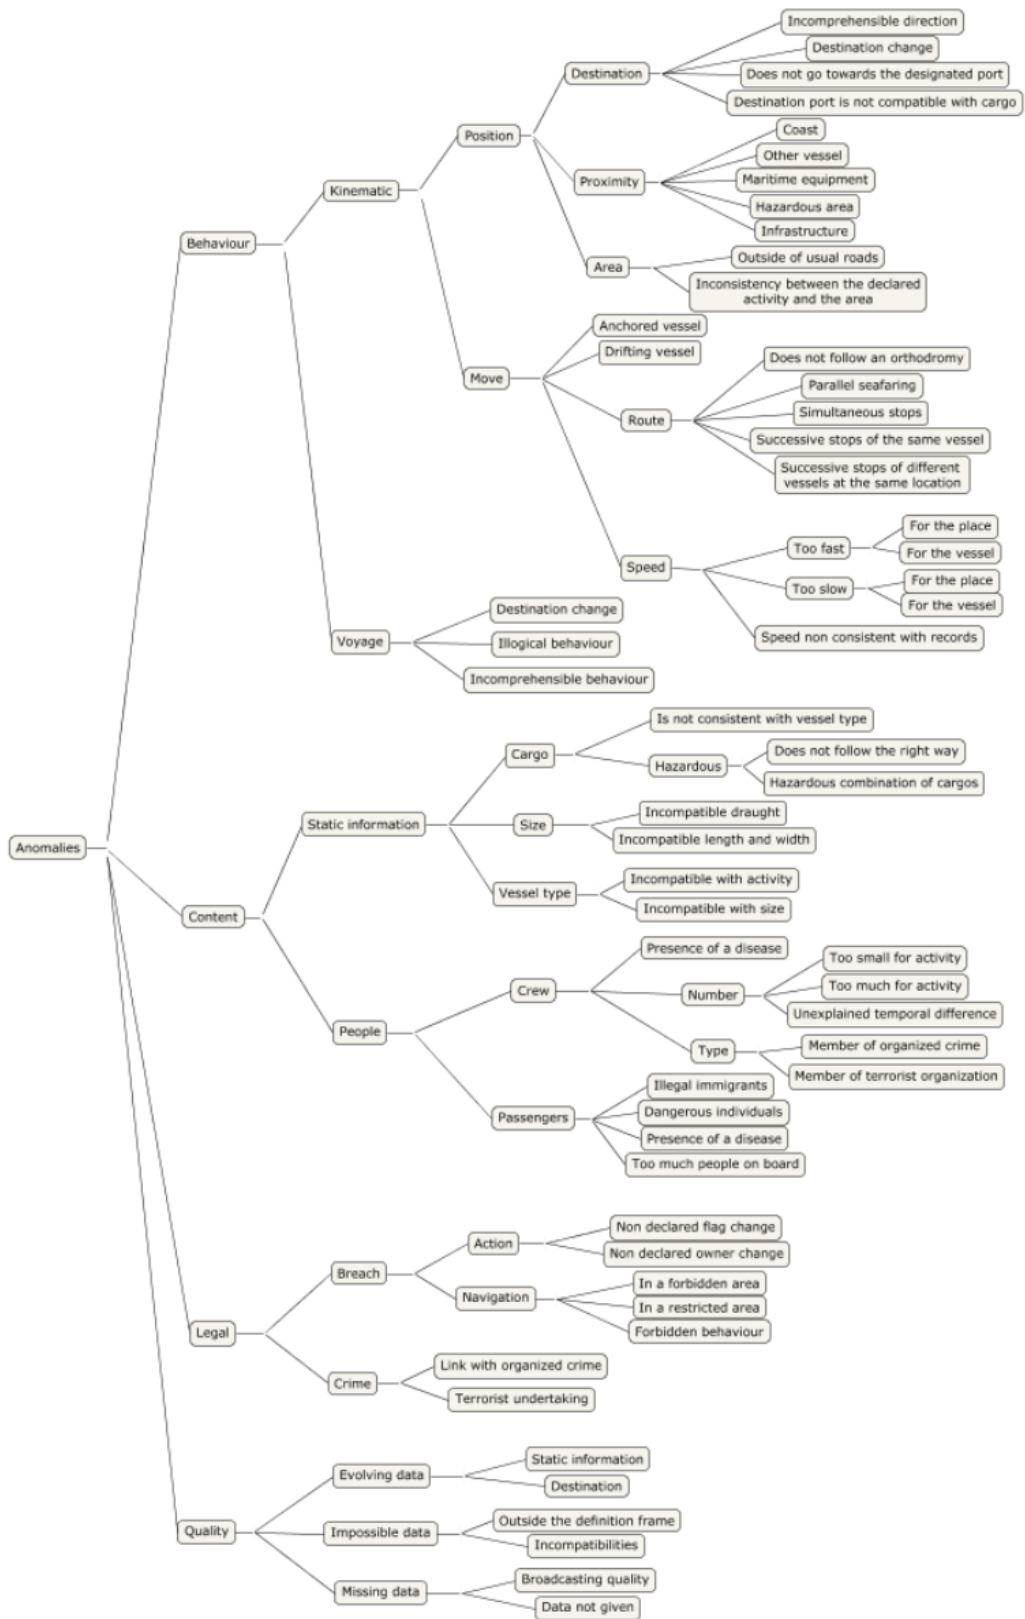 Incomprehensible direction
Destination change
Destination
Does not go towards the designated port
Destination port is not compatible with cargo
Position
Coast
Other vessel
Proximity
Maritime equipment
Kinematic
Hazardous area
Infrastructure
Behaviour
Outside of usual roads
Area
Inconsistency between the declared
activity and the area
Anchored vessel
Drifting vessel
Does not follow an orthodromy
Move
Parallel seafaring
Simultaneous stops
Route
Successive stops of the same vessel
Successive stops of different
vessels at the same location
For the place
Too fast
For the vessel
Speed
For the place
Too slow
For the vessel
Destination change
Speed non consistent with records
Voyage
Illogical behaviour
Incomprehensible behaviour
Is not consistent with vessel type
Cargo
Does not follow the right way
Hazardous
Hazardous combination of cargos
Static information
Incompatible draught
Size
Incompatible length and width
Anomalies
Incompatible with activity
Vessel type
Incompatible with size
Content
Presence of a disease
Too small for activity
Crew
Number
Too much for activity
Unexplained temporal difference
People
Member of organized crime
Type
Member of terrorist organization
Illegal immigrants
Dangerous individuals
Passengers
Presence of a disease
Too much people on board
Non declared flag change
Action
Non declared owner change
Breach
In a forbidden area
Navigation
In a restricted area
Forbidden behaviour
Legal
Link with organized crime
Crime
Terrorist undertaking
Static information
Evolving data
Destination
Outside the definition frame
Quality
Impossible data
Incompatibilities
Broadcasting quality
Missing data
Data not given